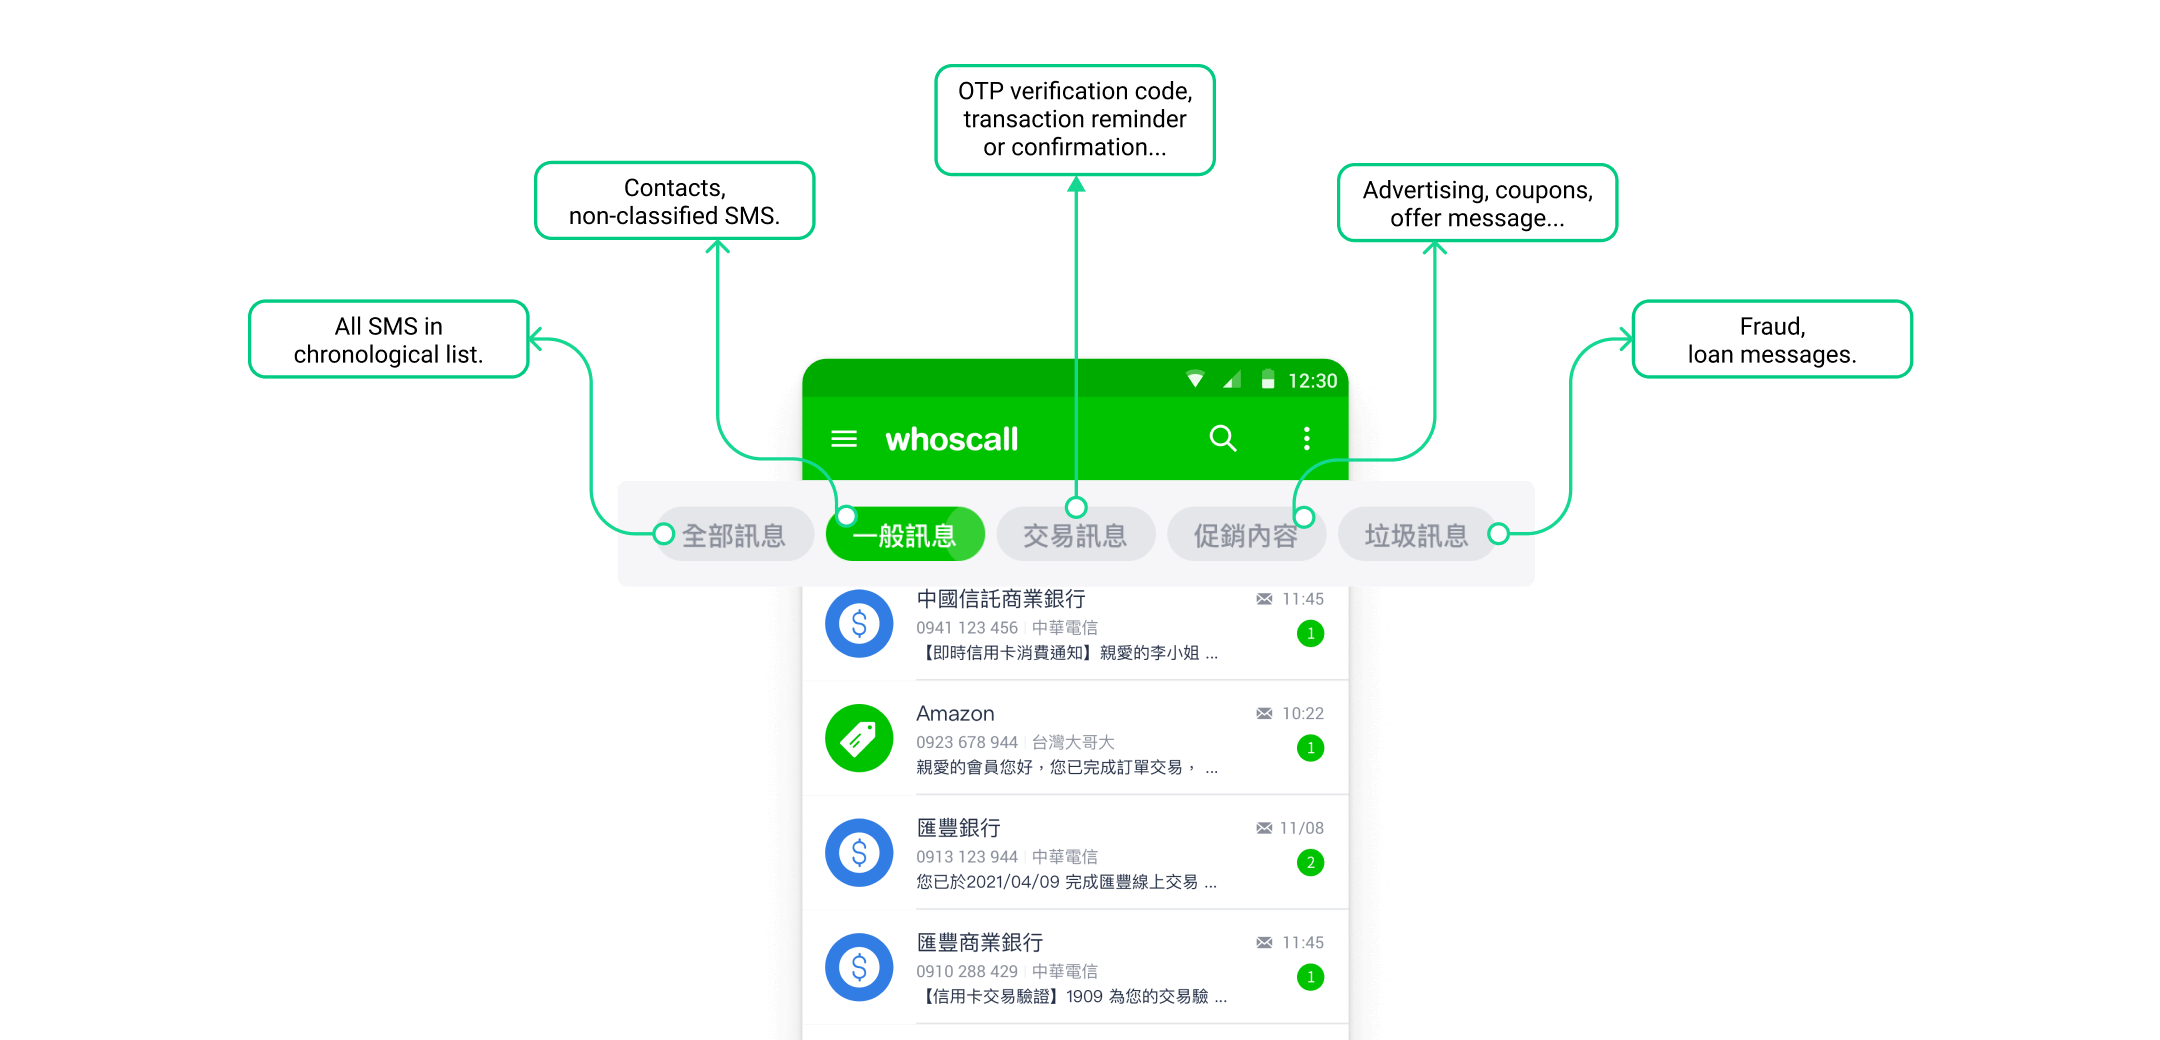 OTP verification code,
transaction reminder
or confirmation...
Contacts,
non-classified SMS.
Advertising, coupons,
offer message...
All SMS in
chronological list.
Fraud,
loan messages.
12:30
whoscall
全部訊息
一般訊息
交易訊息
促銷內容
垃圾訊息
中國信託商業銀行 11:45
0941 123 456 中華電信 1
【即時信用卡消費通知】親愛的李小姐 ...
Amazon 10:22
0923 678 944 台灣大哥大 1
親愛的會員您好，您已完成訂單交易， ...
匯豐銀行 11/08
0913 123 944 中華電信 2
您已於2021/04/09 完成匯豐線上交易 ...
匯豐商業銀行 11:45
0910 288 429 中華電信 1
【信用卡交易驗證】1909 為您的交易驗 ...